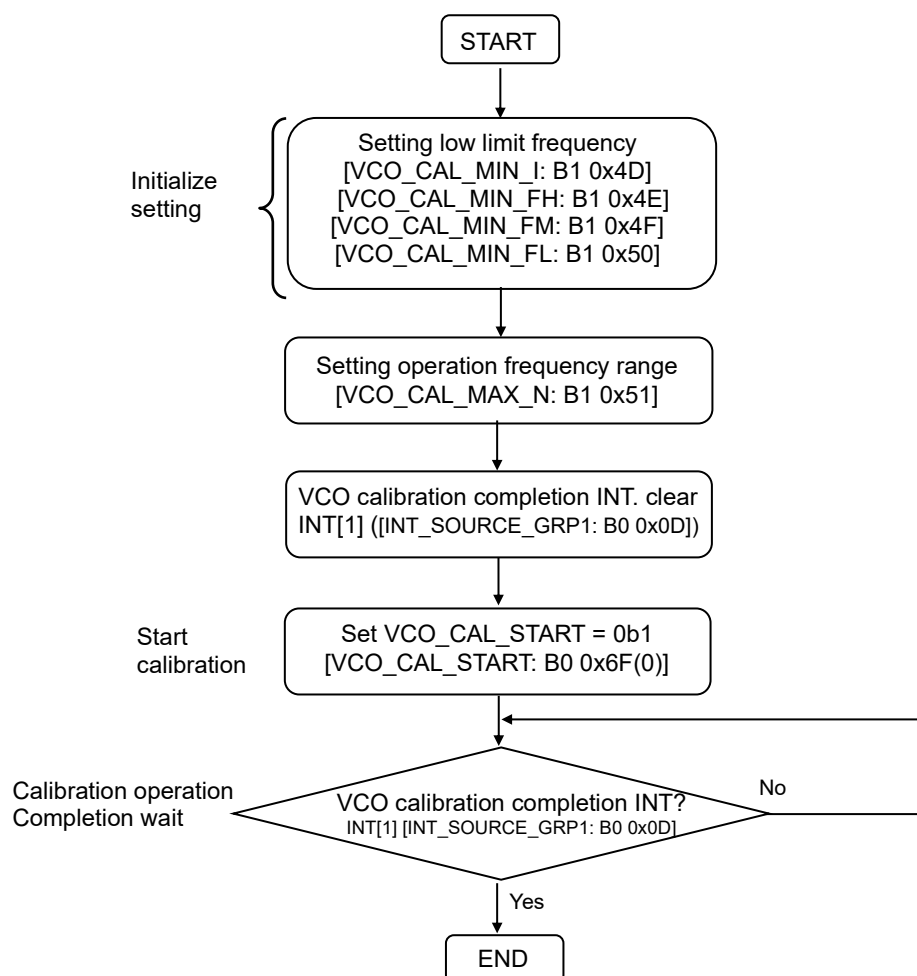 START
Initialize
setting
Setting low limit frequency
[VCO_CAL_MIN_I: B1 0x4D]
[VCO_CAL_MIN_FH: B1 0x4E]
[VCO_CAL_MIN_FM: B1 0x4F]
[VCO_CAL_MIN_FL: B1 0x50]
Setting operation frequency range
[VCO_CAL_MAX_N: B1 0x51]
VCO calibration completion INT. clear
INT[1] ([INT_SOURCE_GRP1: B0 0x0D])
Start
calibration
Set VCO_CAL_START = 0b1
[VCO_CAL_START: B0 0x6F(0)]
Calibration operation
Completion wait
VCO calibration completion INT?
INT[1] [INT_SOURCE_GRP1: B0 0x0D]
No
Yes
END